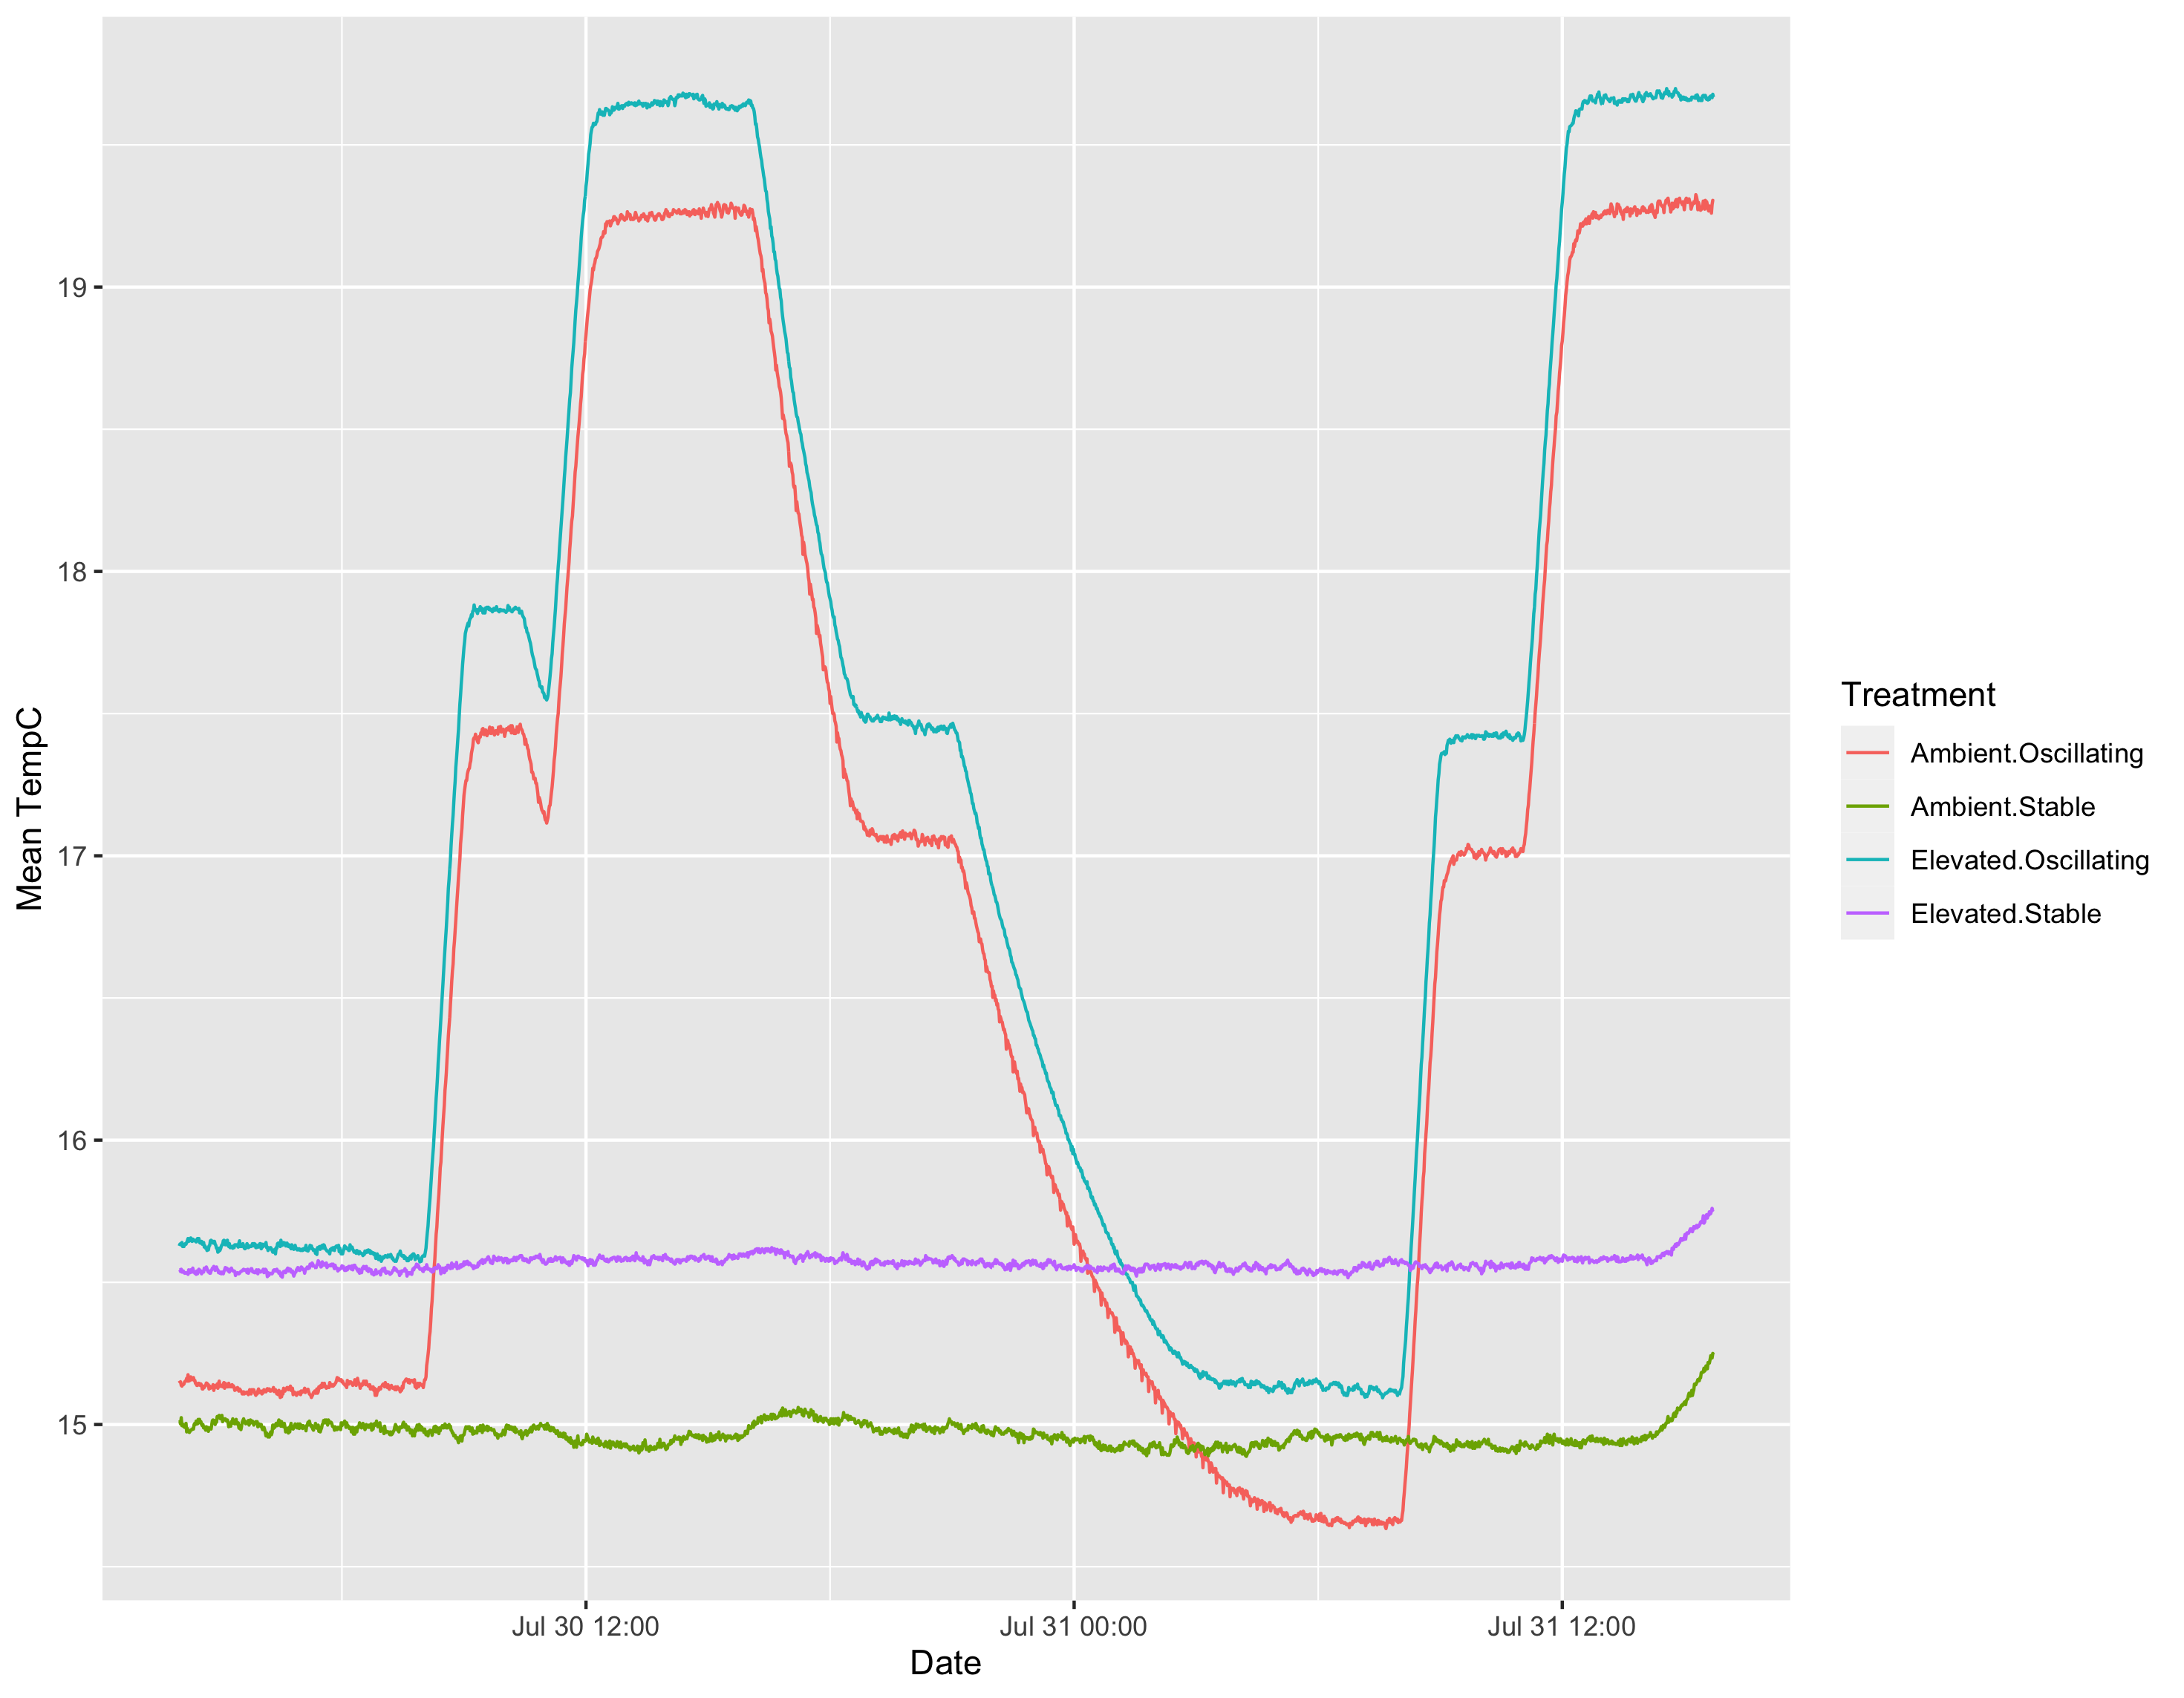 Mean TempC
19
18
17
16
15
Jul 30 12:00
Jul 31 00:00
Jul 31 12:00
Date
Treatment
Ambient.Oscillating
Ambient.Stable
Elevated.Oscillating
Elevated.Stable